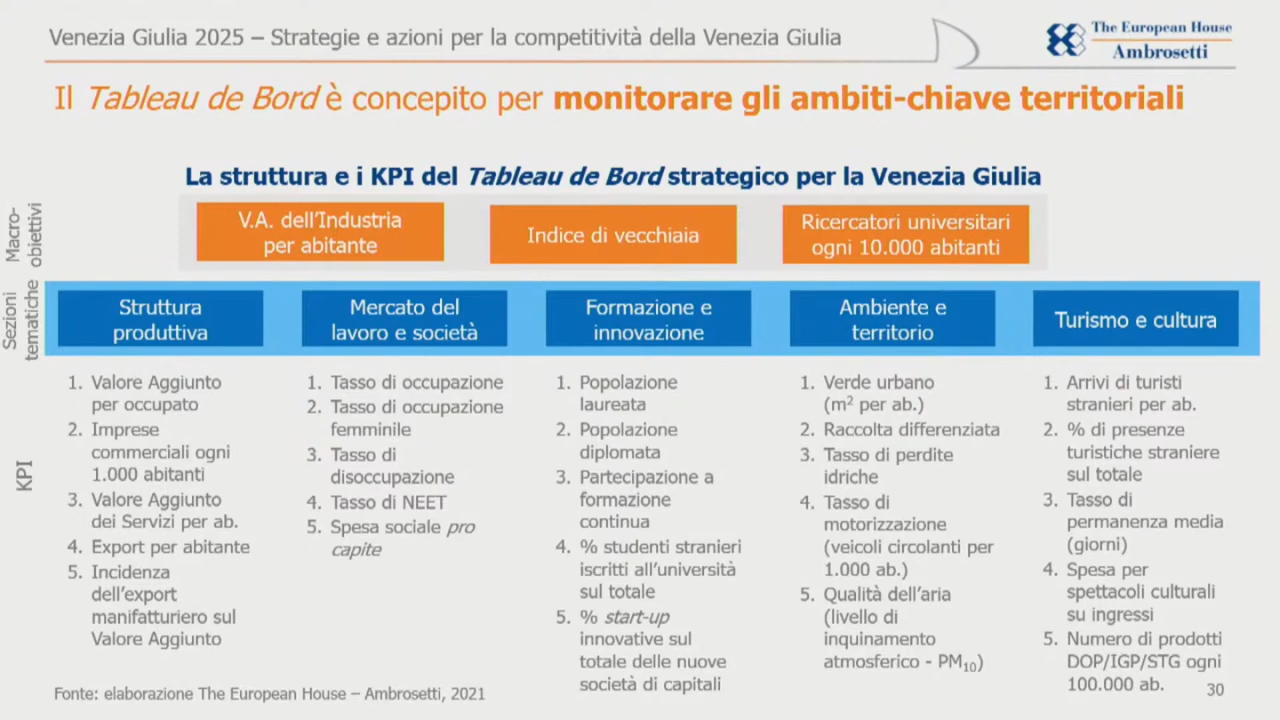 Venezia Giulia 2025 – Strategie e azioni per la competitività della Venezia Giulia
The European House
Ambrosetti
Il Tableau de Bord è concepito per monitorare gli ambiti-chiave territoriali
La struttura e i KPI del Tableau de Bord strategico per la Venezia Giulia
Macro-
obiettivi
V.A. dell'Industria
per abitante
Indice di vecchiaia
Ricercatori universitari
ogni 10.000 abitanti
Sezioni
tematiche
Struttura
produttiva
Mercato del
lavoro e società
Formazione e
innovazione
Ambiente e
territorio
Turismo e cultura
KPI
1. Valore Aggiunto
per occupato
2. Imprese
commerciali ogni
1.000 abitanti
3. Valore Aggiunto
dei Servizi per ab.
4. Export per abitante
5. Incidenza
dell'export
manifatturiero sul
Valore Aggiunto
1. Tasso di occupazione
2. Tasso di occupazione
femminile
3. Tasso di
disoccupazione
4. Tasso di NEET
5. Spesa sociale pro
capite
1. Popolazione
laureata
2. Popolazione
diplomata
3. Partecipazione a
formazione
continua
4. % studenti stranieri
iscritti all'università
sul totale
5. % start-up
innovative sul
totale delle nuove
società di capitali
1. Verde urbano
(m² per ab.)
2. Raccolta differenziata
3. Tasso di perdite
idriche
4. Tasso di
motorizzazione
(veicoli circolanti per
1.000 ab.)
5. Qualità dell'aria
(livello di
inquinamento
atmosferico - PM₁₀)
1. Arrivi di turisti
stranieri per ab.
2. % di presenze
turistiche straniere
sul totale
3. Tasso di
permanenza media
(giorni)
4. Spesa per
spettacoli culturali
su ingressi
5. Numero di prodotti
DOP/IGP/STG ogni
100.000 ab.
Fonte: elaborazione The European House – Ambrosetti, 2021
30